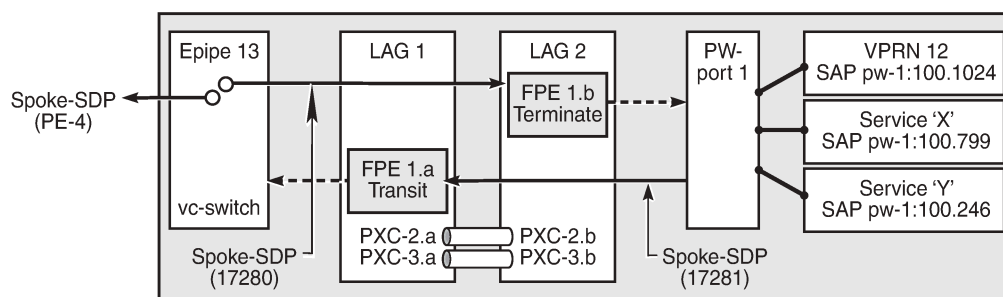 Spoke-SDP
(PE-4)
Epipe 13
vc-switch
LAG 1
FPE 1.a
Transit
LAG 2
FPE 1.b
Terminate
PXC-2.a
PXC-3.a
PXC-2.b
PXC-3.b
Spoke-SDP
(17280)
Spoke-SDP
(17281)
PW-
port 1
VPRN 12
SAP pw-1:100.1024
Service ‘X’
SAP pw-1:100.799
Service ‘Y’
SAP pw-1:100.246